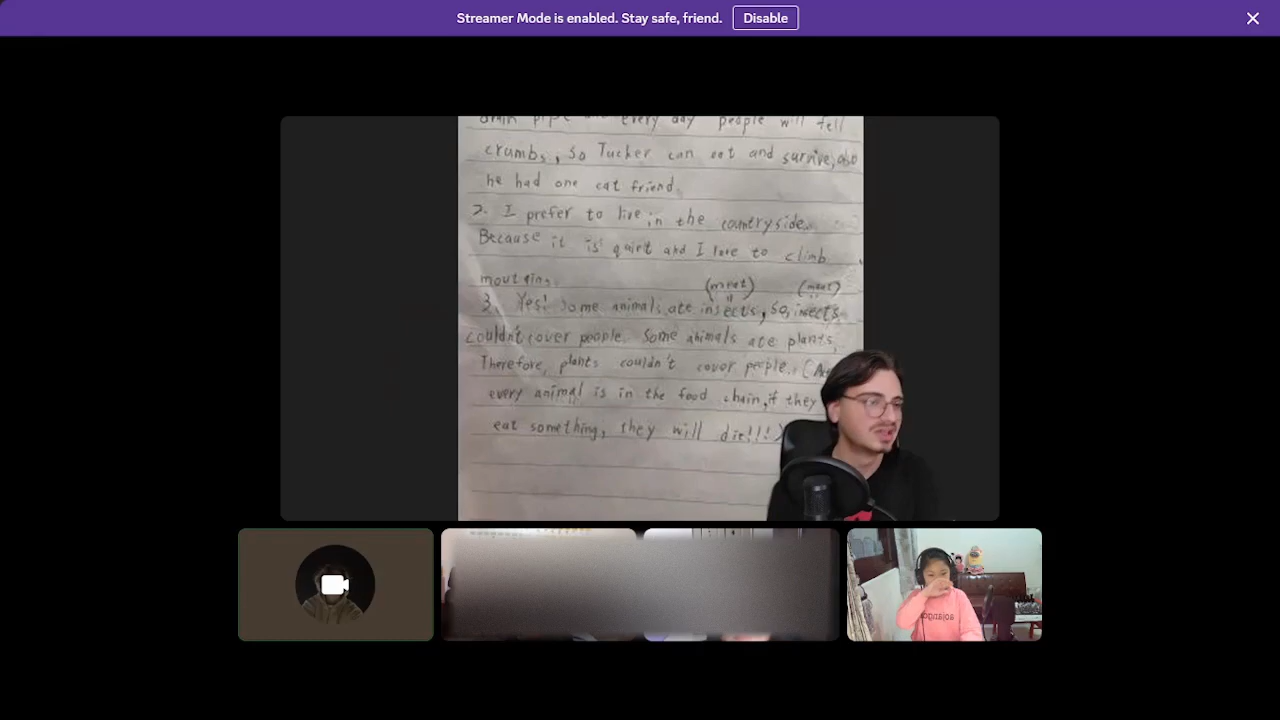 Streamer Mode is enabled. Stay safe, friend. Disable
drain pipe every day people will fell
crumbs, so Tucker can eat and survive, also
he had one cat friend.
2. I prefer to live in the countryside.
Because it is quirt and I love to climb
moutains.
(meat) (meat)
3. Yes! Some animals ate insects, so, insects
couldn't cover people. Some animals ate plants,
Therefore, plants couldn't cover people. (
every animal is in the food chain, if they
eat something, they will die!!!)